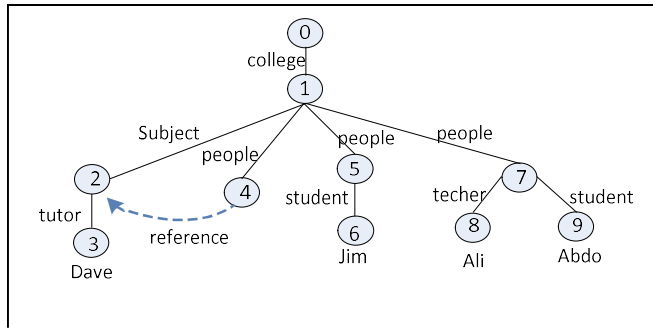 0
college
1
Subject
people
people
people
2
4
5
7
tutor
reference
student
techer
student
3
6
8
9
Dave
Jim
Ali
Abdo